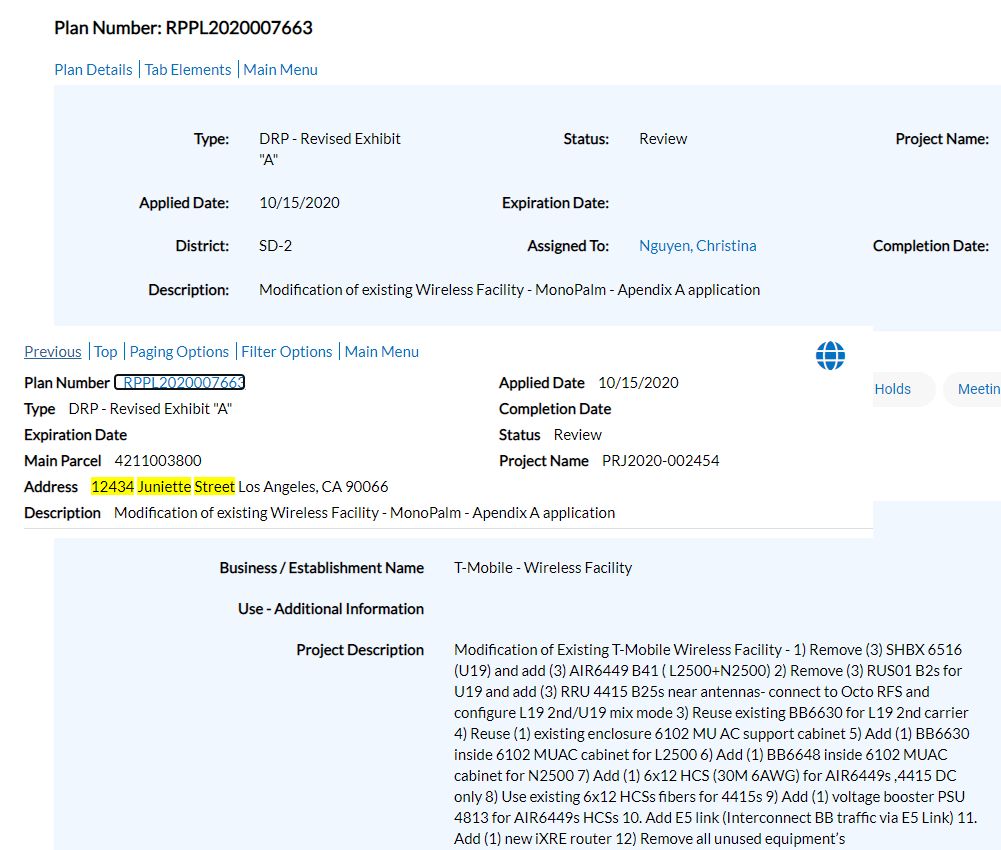 Plan Number: RPPL2020007663
Plan Details | Tab Elements | Main Menu
Type: DRP - Revised Exhibit "A" Status: Review Project Name:
Applied Date: 10/15/2020 Expiration Date:
District: SD-2 Assigned To: Nguyen, Christina Completion Date:
Description: Modification of existing Wireless Facility - MonoPalm - Apendix A application
Previous | Top | Paging Options | Filter Options | Main Menu
Plan Number RPPL2020007663 Applied Date 10/15/2020
Holds Meetin
Type DRP - Revised Exhibit "A" Completion Date
Expiration Date Status Review
Main Parcel 4211003800 Project Name PRJ2020-002454
Address 12434 Juniette Street Los Angeles, CA 90066
Description Modification of existing Wireless Facility - MonoPalm - Apendix A application
Business / Establishment Name T-Mobile - Wireless Facility
Use - Additional Information
Project Description Modification of Existing T-Mobile Wireless Facility - 1) Remove (3) SHBX 6516
(U19) and add (3) AIR6449 B41 ( L2500+N2500) 2) Remove (3) RUS01 B2s for
U19 and add (3) RRU 4415 B25s near antennas- connect to Octo RFS and
configure L19 2nd/U19 mix mode 3) Reuse existing BB6630 for L19 2nd carrier
4) Reuse (1) existing enclosure 6102 MU AC support cabinet 5) Add (1) BB6630
inside 6102 MUAC cabinet for L2500 6) Add (1) BB6648 inside 6102 MUAC
cabinet for N2500 7) Add (1) 6x12 HCS (30M 6AWG) for AIR6449s ,4415 DC
only 8) Use existing 6x12 HCSs fibers for 4415s 9) Add (1) voltage booster PSU
4813 for AIR6449s HCSs 10. Add E5 link (Interconnect BB traffic via E5 Link) 11.
Add (1) new iXRE router 12) Remove all unused equipment's